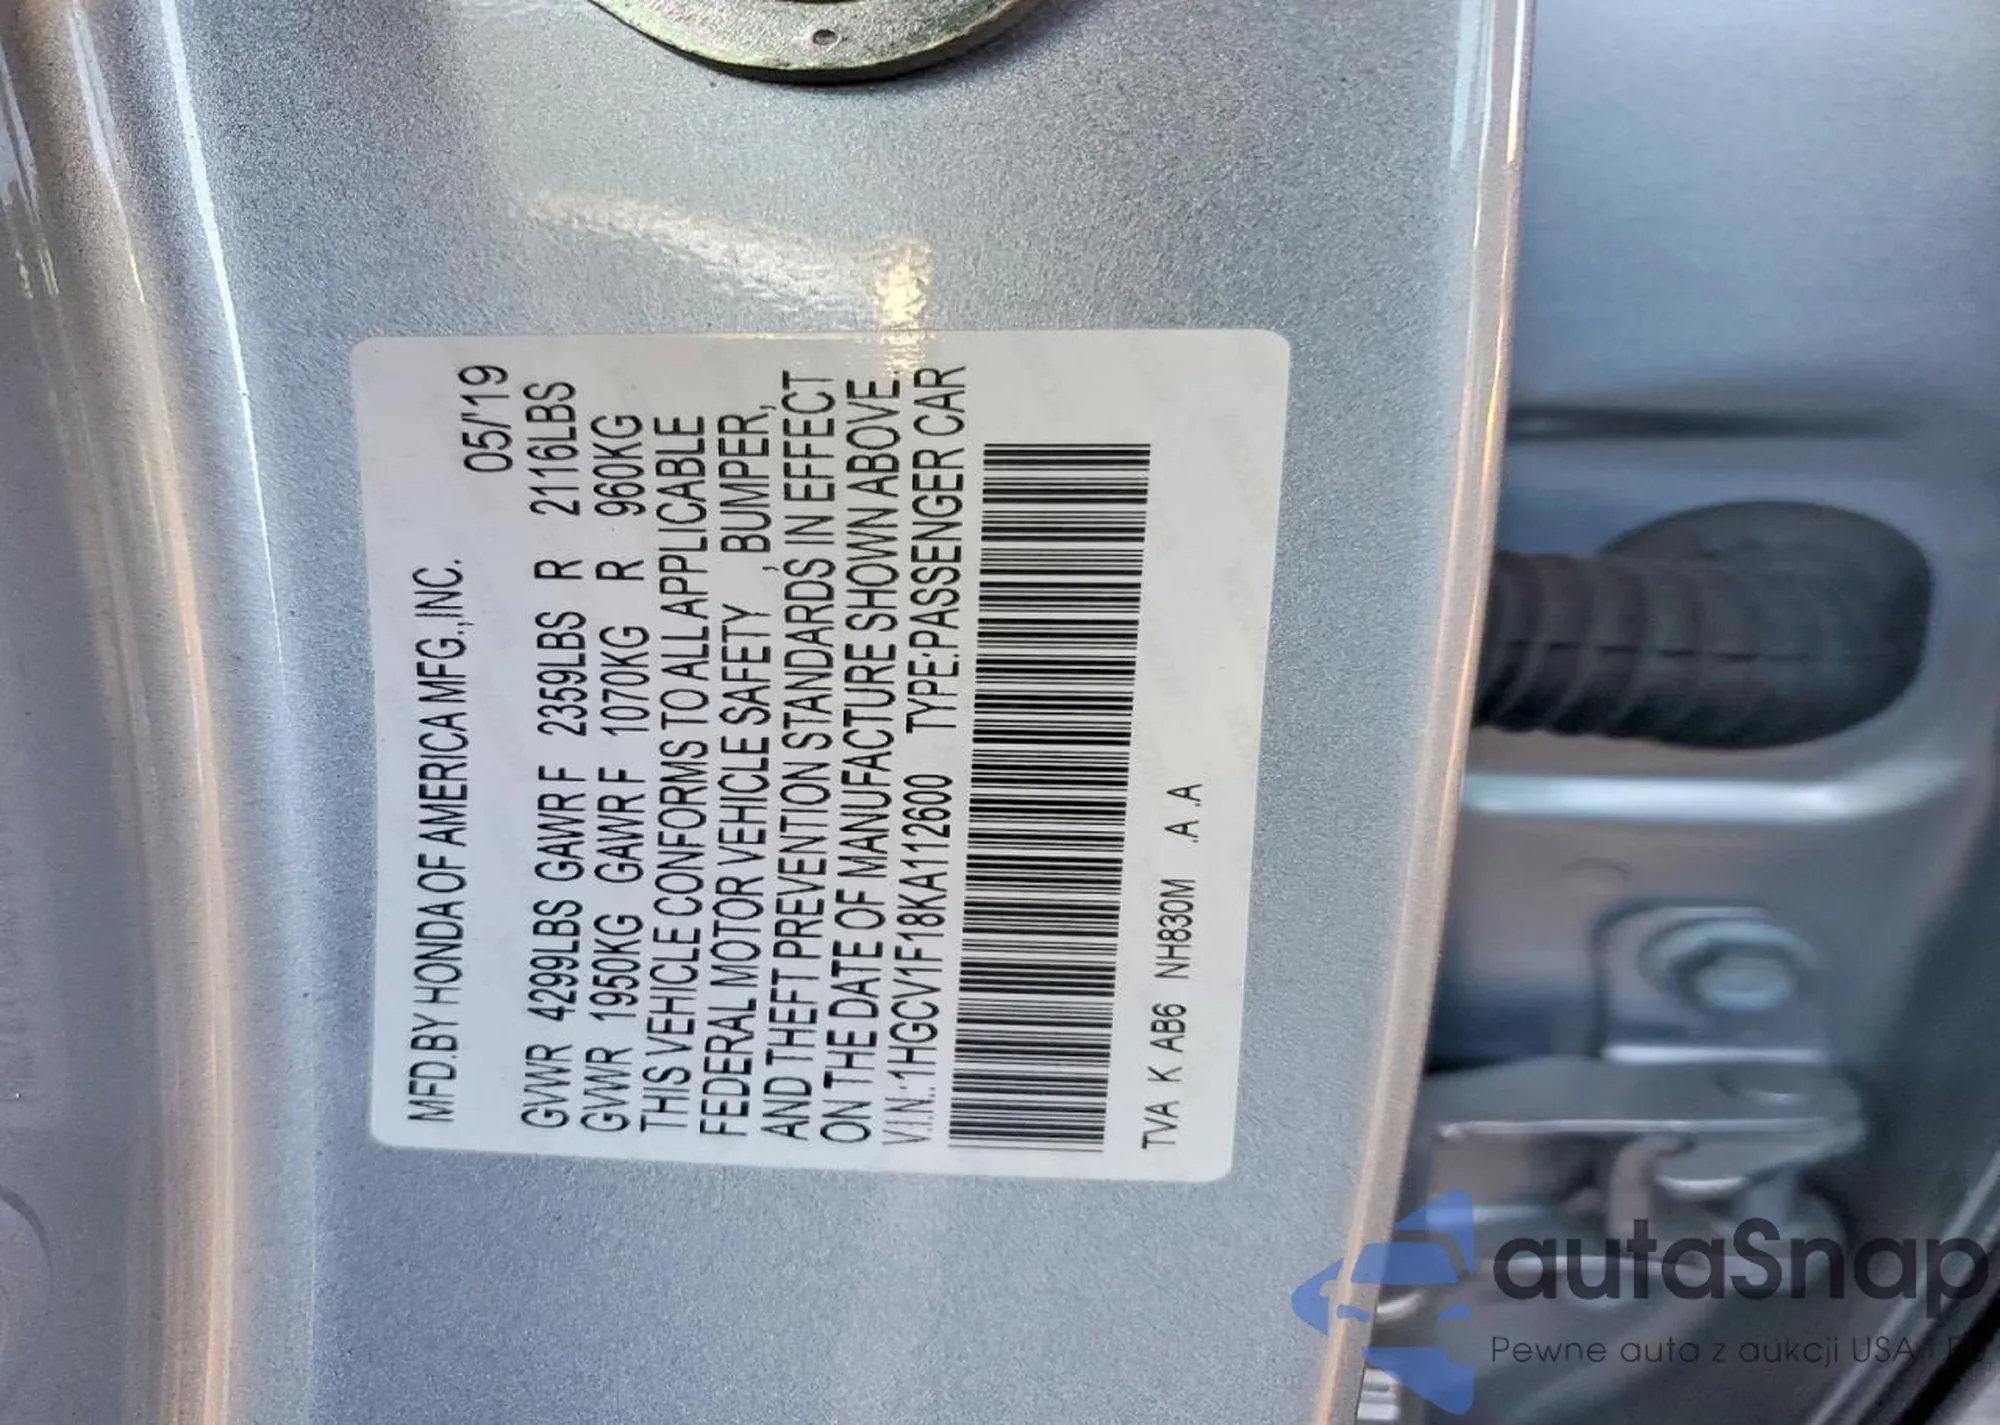 MFD.BY HONDA OF AMERICA MFG.,INC.
05/'19
GVWR 4299LBS GAWR F 2359LBS R 2116LBS
GVWR 1950KG GAWR F 1070KG R 960KG
THIS VEHICLE CONFORMS TO ALL APPLICABLE
FEDERAL MOTOR VEHICLE SAFETY , BUMPER,
AND THEFT PREVENTION STANDARDS IN EFFECT
ON THE DATE OF MANUFACTURE SHOWN ABOVE.
V.I.N.:1HGCV1F18KA112600 TYPE:PASSENGER CAR
TVA K AB6 NH830M .A .A
autaSnap
Pewne auta z aukcji USA i EU